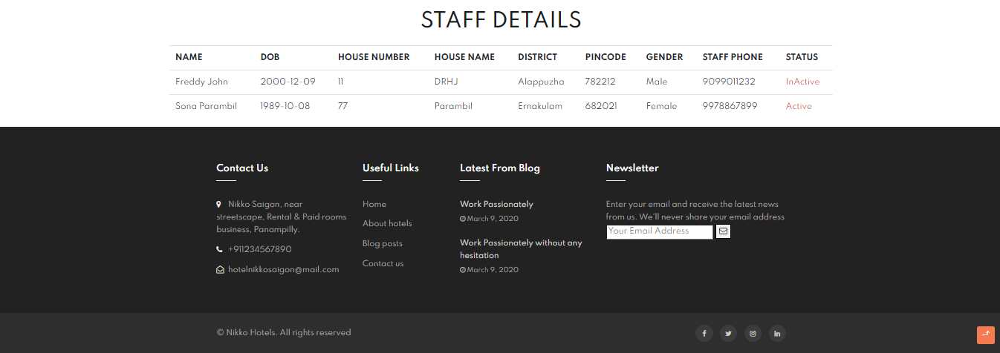 STAFF DETAILS
NAME DOB HOUSE NUMBER HOUSE NAME DISTRICT PINCODE GENDER STAFF PHONE STATUS
Freddy John 2000-12-09 11 DRHJ Alappuzha 782212 Male 9099011232 InActive
Sona Parambil 1989-10-08 77 Parambil Ernakulam 682021 Female 9978867899 Active
Contact Us
Nikko Saigon, near
streetscape, Rental & Paid rooms
business, Panampilly.
+911234567890
hotelnikkosaigon@mail.com
Useful Links
Home
About hotels
Blog posts
Contact us
Latest From Blog
Work Passionately
March 9, 2020
Work Passionately without any
hesitation
March 9, 2020
Newsletter
Enter your email and receive the latest news
from us. We'll never share your email address
Your Email Address
© Nikko Hotels. All rights reserved